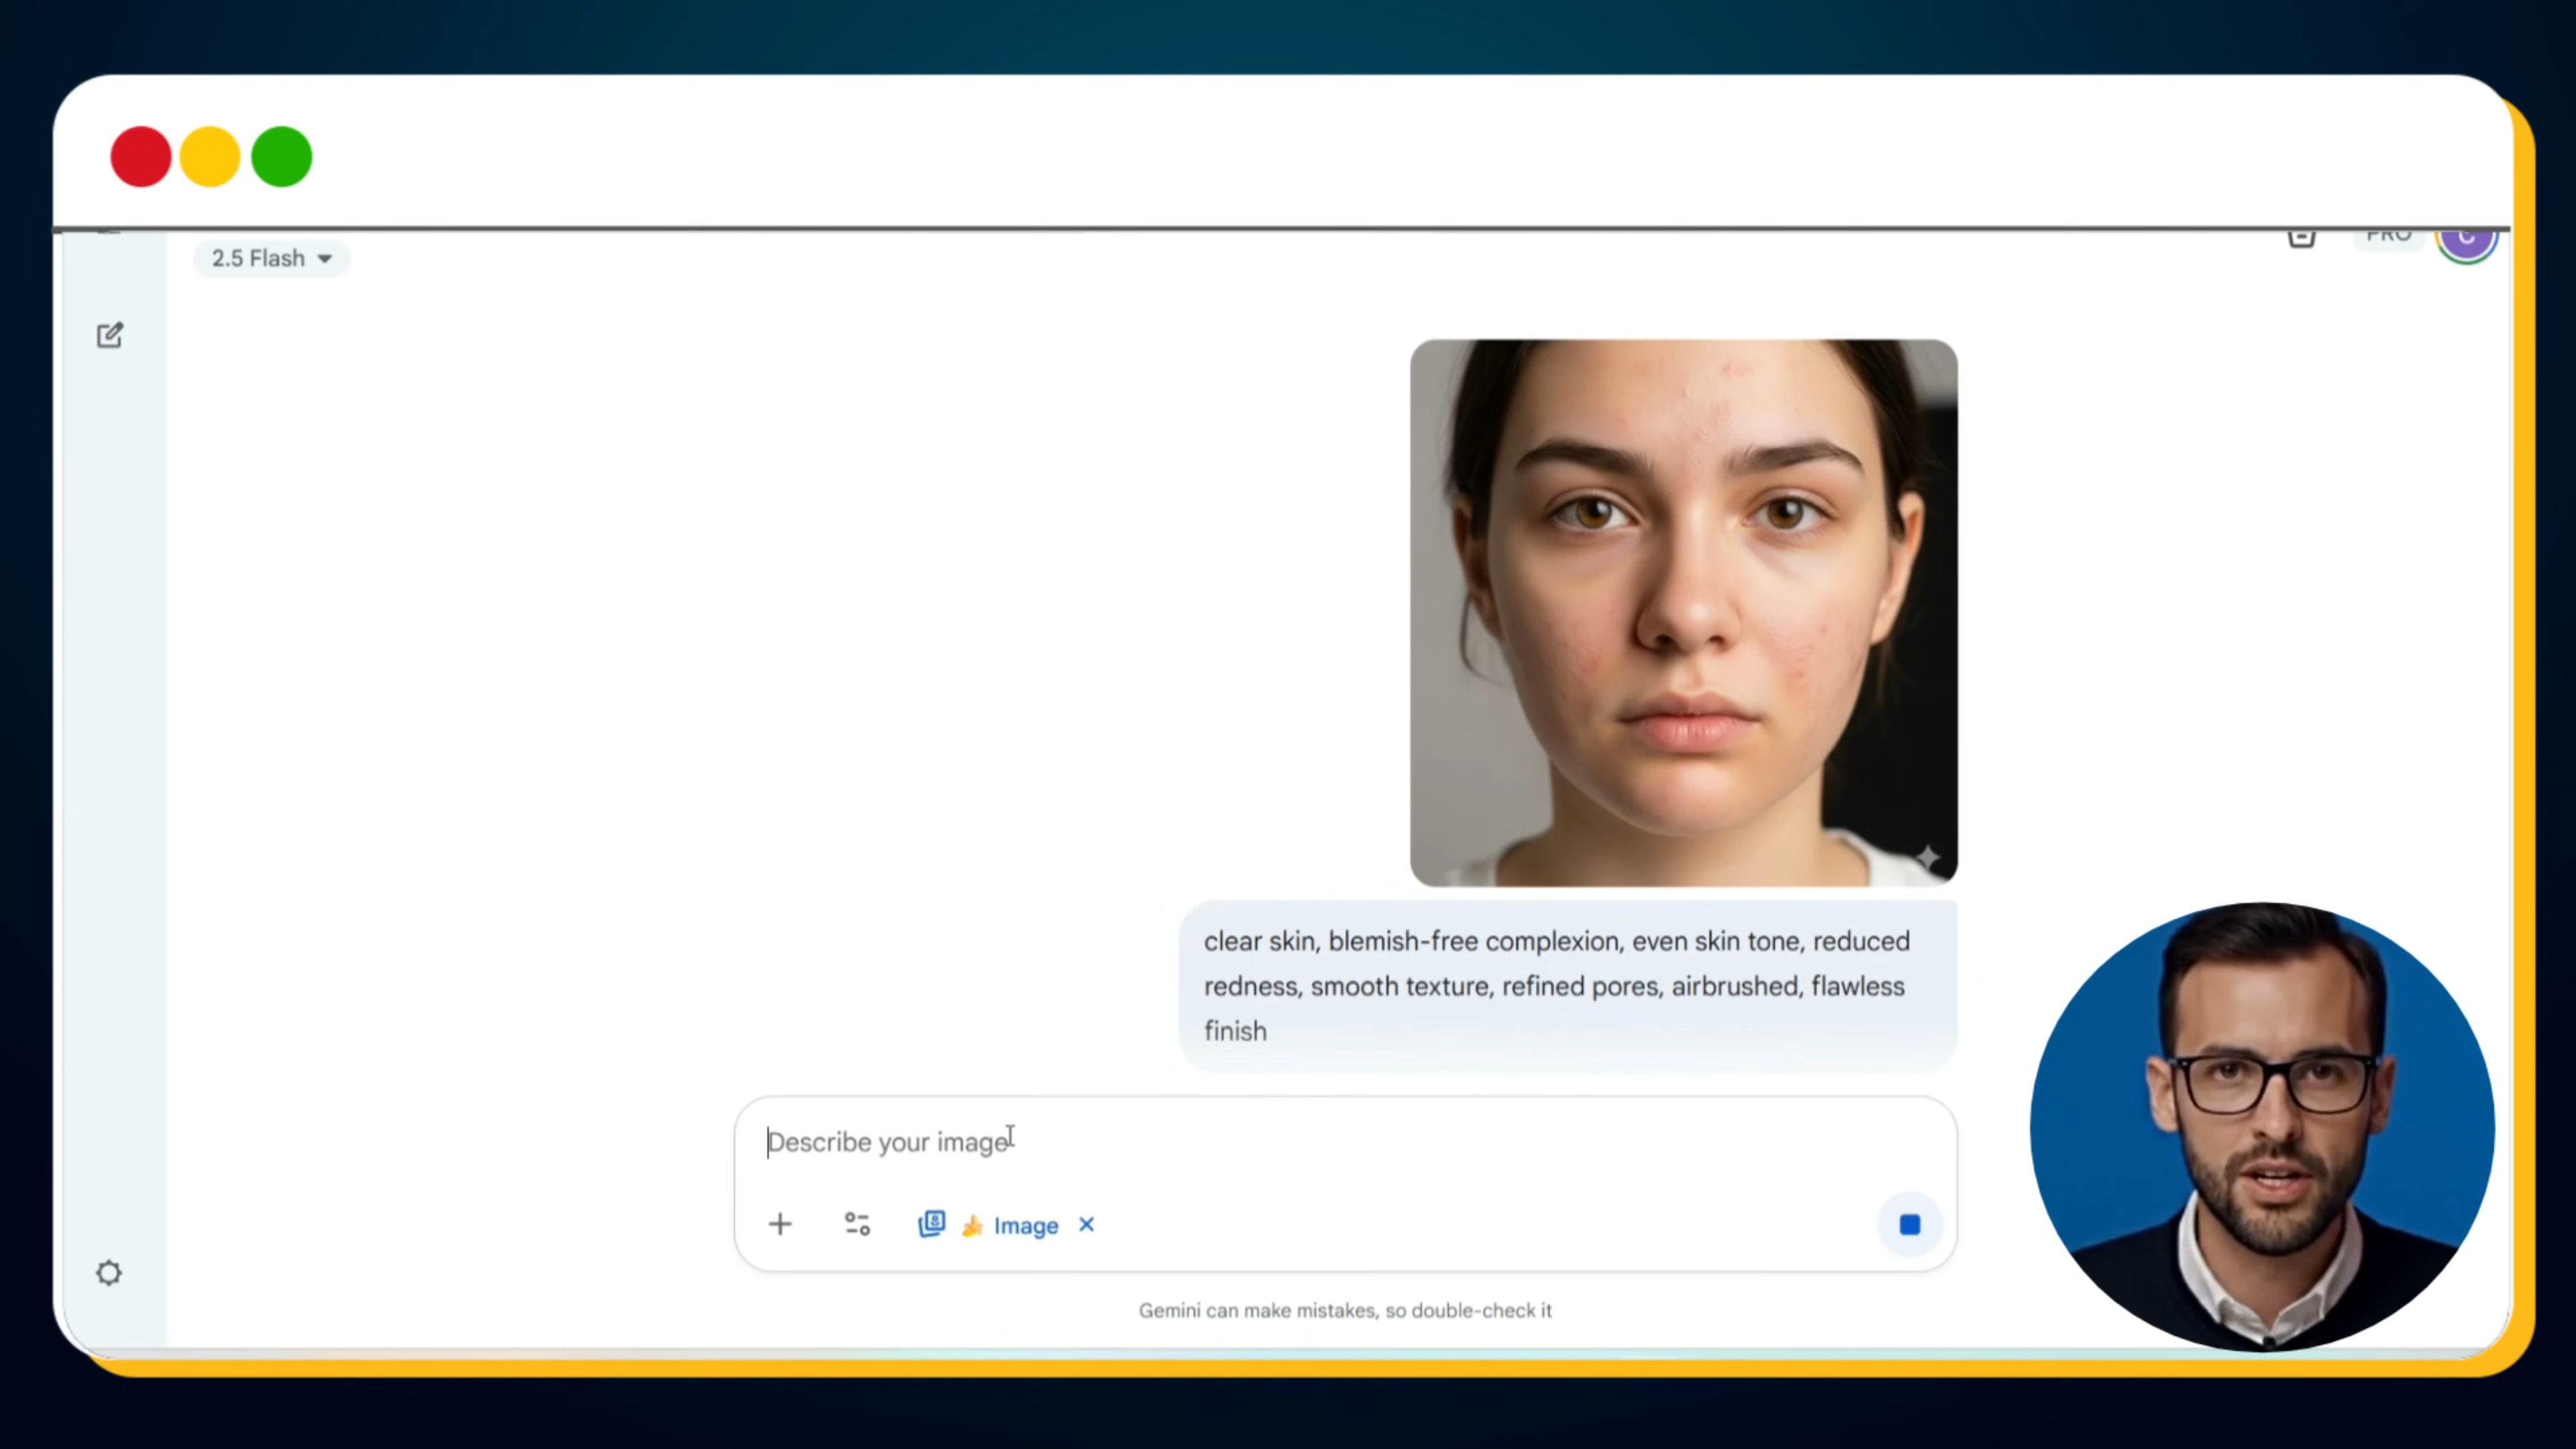 2.5 Flash
PRO
C
clear skin, blemish-free complexion, even skin tone, reduced
redness, smooth texture, refined pores, airbrushed, flawless
finish
Describe your image
Image
Gemini can make mistakes, so double-check it